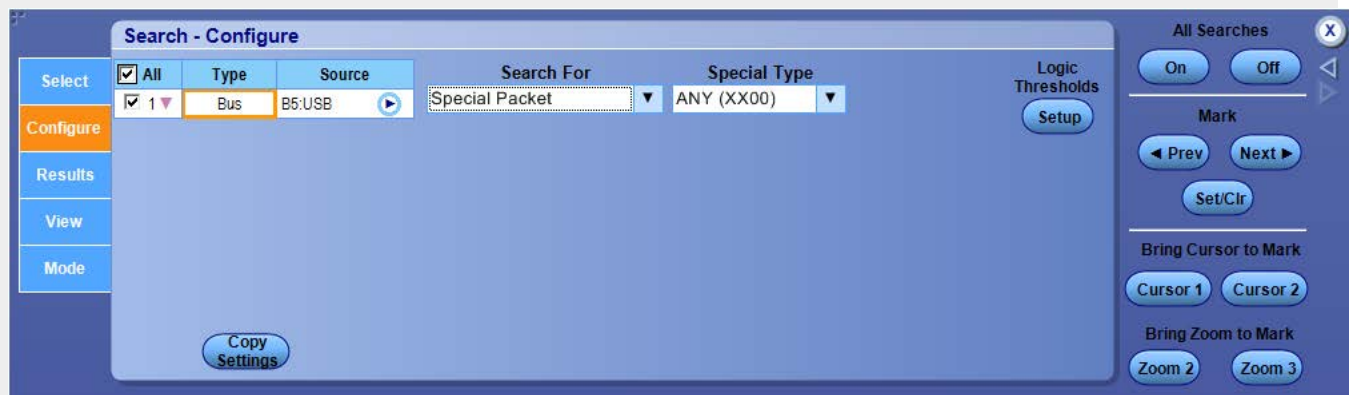 Search - Configure
Select
Configure
Results
View
Mode
All Type Source
1 Bus B5:USB
Search For
Special Packet
Special Type
ANY (XX00)
Logic
Thresholds
Setup
Copy
Settings
All Searches
On Off
Mark
◄ Prev Next ►
Set/Clr
Bring Cursor to Mark
Cursor 1 Cursor 2
Bring Zoom to Mark
Zoom 2 Zoom 3
X